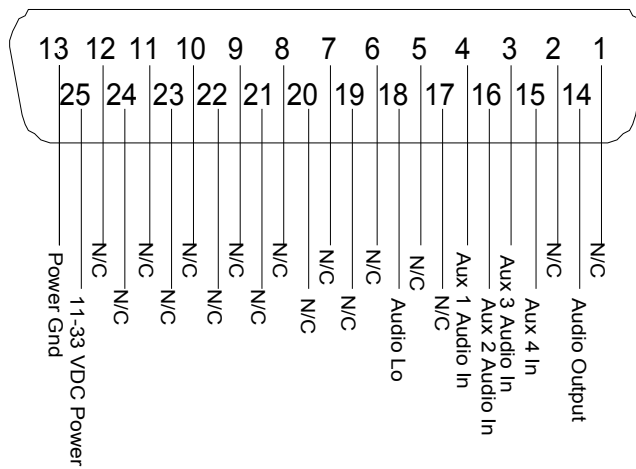 13 12 11 10 9 8 7 6 5 4 3 2 1
25 24 23 22 21 20 19 18 17 16 15 14
Power Gnd
11-33 VDC Power
N/C
N/C
N/C
N/C
N/C
N/C
N/C
N/C
N/C
N/C
N/C
N/C
N/C
Audio Lo
N/C
N/C
Aux 1 Audio In
Aux 2 Audio In
Aux 3 Audio In
Aux 4 In
N/C
Audio Output
N/C